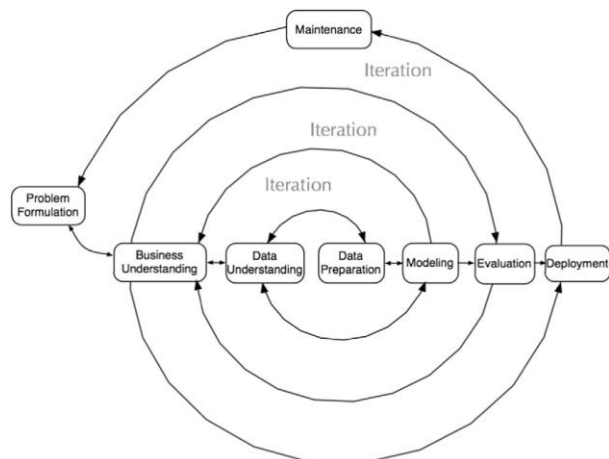 Maintenance
Iteration
Iteration
Iteration
Problem
Formulation
Business
Understanding
Data
Understanding
Data
Preparation
Modeling
Evaluation
Deployment